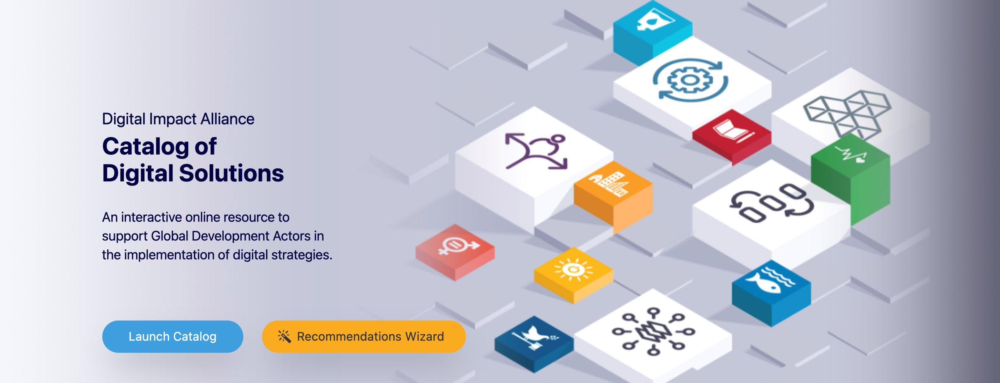 Digital Impact Alliance
Catalog of
Digital Solutions
An interactive online resource to
support Global Development Actors in
the implementation of digital strategies.
Launch Catalog
Recommendations Wizard